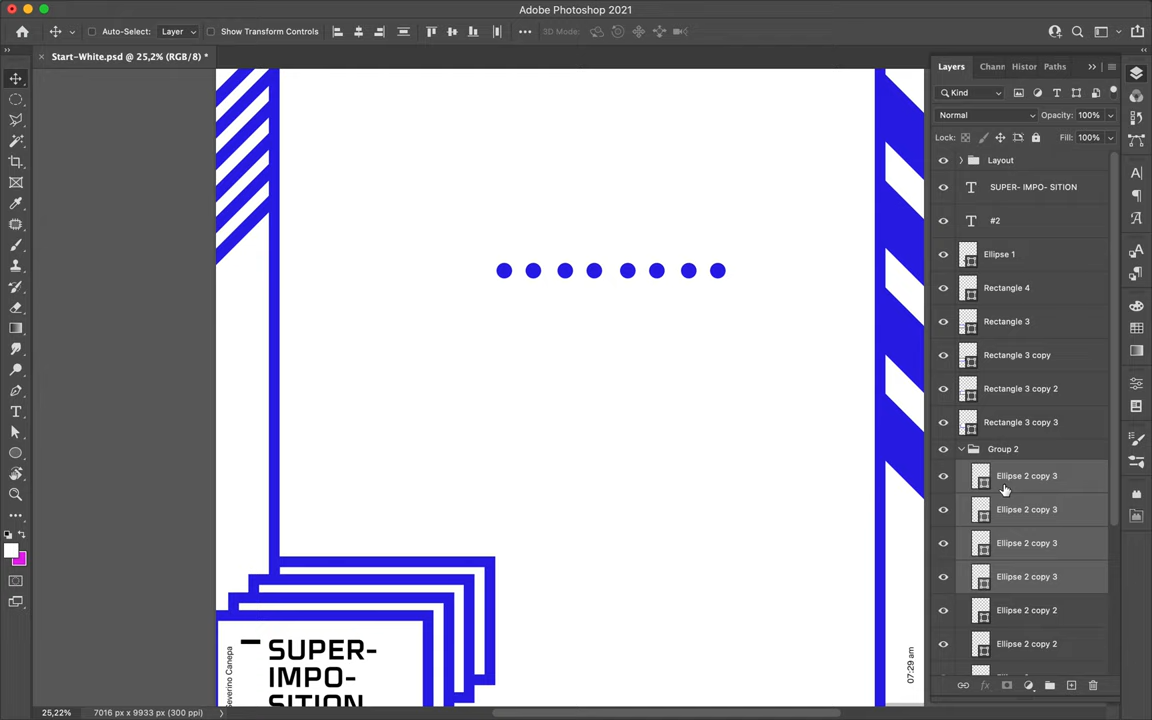 Adobe Photoshop 2021
Auto-Select:
Layer
Show Transform Controls
3D Mode:
Start-White.psd @ 25,2% (RGB/8) *
Layers
Chann
Histor
Paths
Kind
Normal
Opacity:
100%
Lock:
Fill:
100%
Layout
SUPER- IMPO- SITION
#2
Ellipse 1
Rectangle 4
Rectangle 3
Rectangle 3 copy
Rectangle 3 copy 2
Rectangle 3 copy 3
Group 2
Ellipse 2 copy 3
Ellipse 2 copy 3
Ellipse 2 copy 3
Ellipse 2 copy 3
Ellipse 2 copy 2
Ellipse 2 copy 2
Severino Canepa
SUPER-
IMPO-
SITION
07:29 am
25,22%
7016 px x 9933 px (300 ppi)